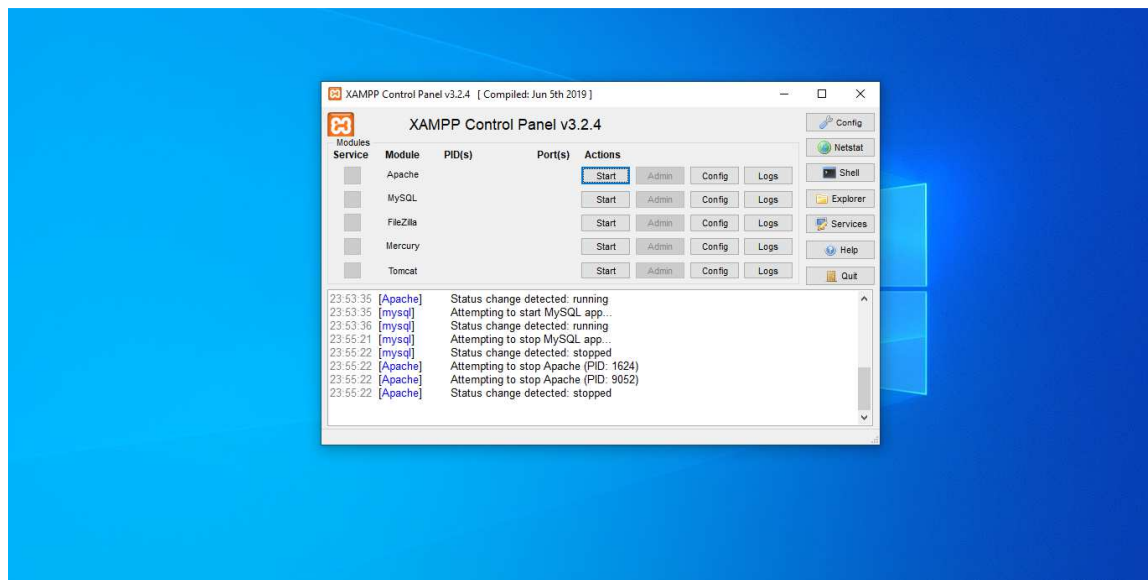 XAMPP Control Panel v3.2.4 [ Compiled: Jun 5th 2019 ]
XAMPP Control Panel v3.2.4
Config
Modules
Netstat
Service Module PID(s) Port(s) Actions
Apache Start Admin Config Logs
Shell
MySQL Start Admin Config Logs
Explorer
FileZilla Start Admin Config Logs
Services
Mercury Start Admin Config Logs
Help
Tomcat Start Admin Config Logs
Quit
23:53:35 [Apache] Status change detected: running
23:53:35 [mysql] Attempting to start MySQL app...
23:53:36 [mysql] Status change detected: running
23:55:21 [mysql] Attempting to stop MySQL app...
23:55:22 [mysql] Status change detected: stopped
23:55:22 [Apache] Attempting to stop Apache (PID: 1624)
23:55:22 [Apache] Attempting to stop Apache (PID: 9052)
23:55:22 [Apache] Status change detected: stopped